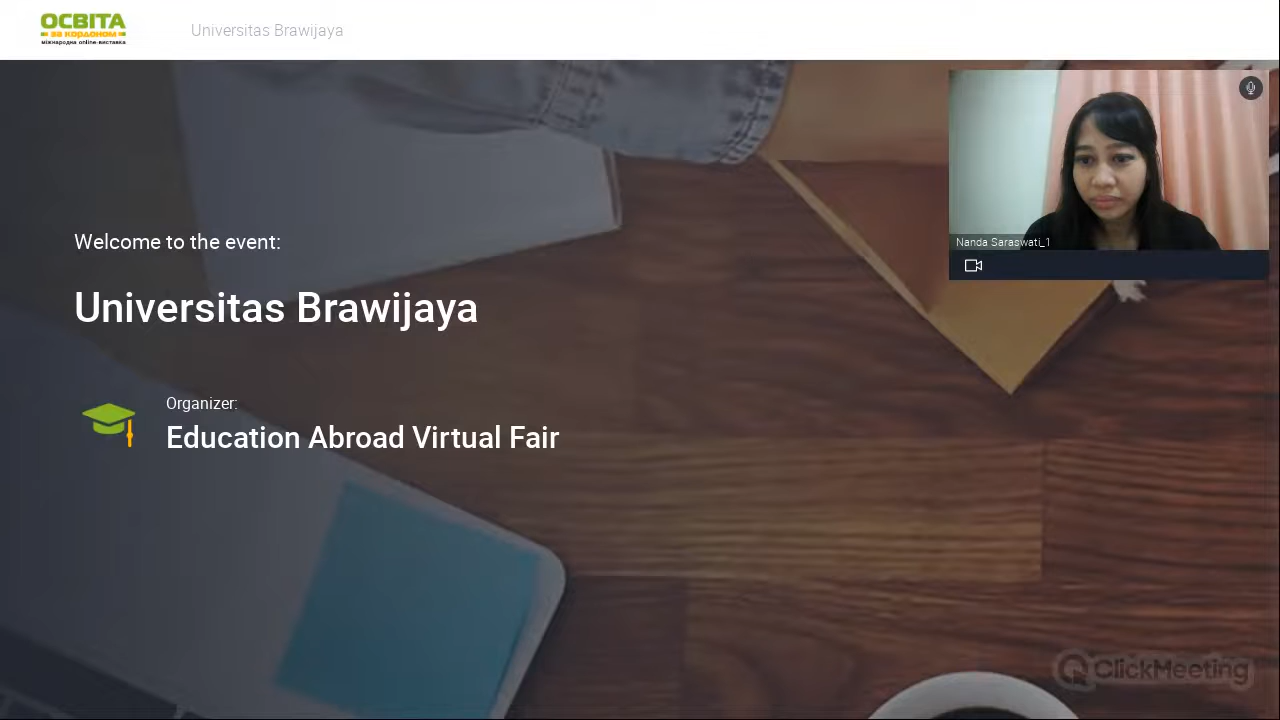 ОСВІТА
за кордоном
міжнародна online-виставка
Universitas Brawijaya
Nanda Saraswati_1
Welcome to the event:
Universitas Brawijaya
Organizer:
Education Abroad Virtual Fair
ClickMeeting